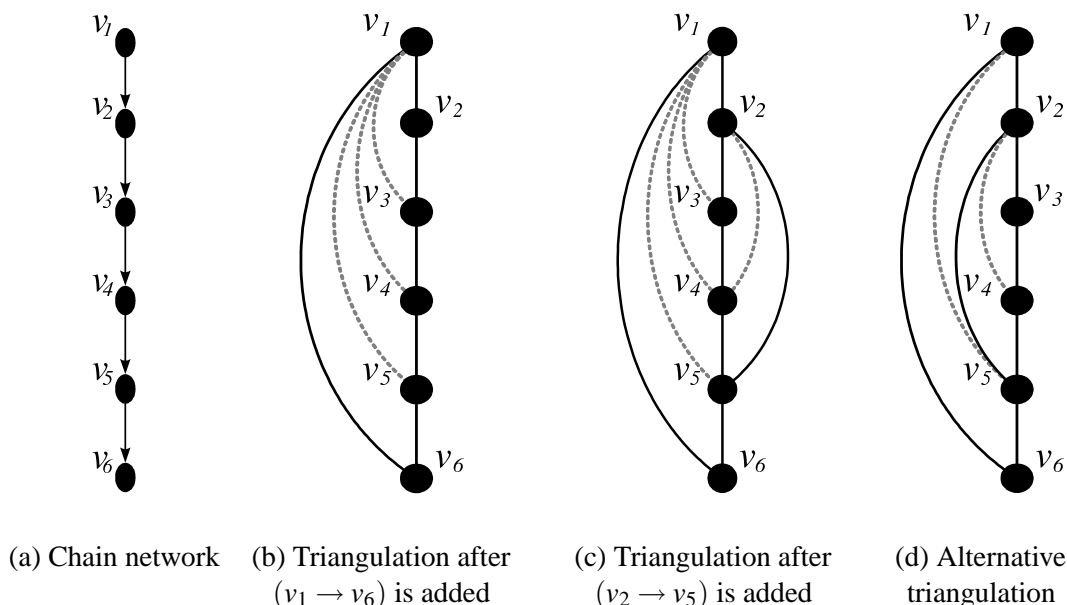 v1
v2
v3
v4
v5
v6
v1
v2
v3
v4
v5
v6
v1
v2
v3
v4
v5
v6
v1
v2
v3
v4
v5
v6
(a) Chain network
(b) Triangulation after
(v1 → v6) is added
(c) Triangulation after
(v2 → v5) is added
(d) Alternative
triangulation